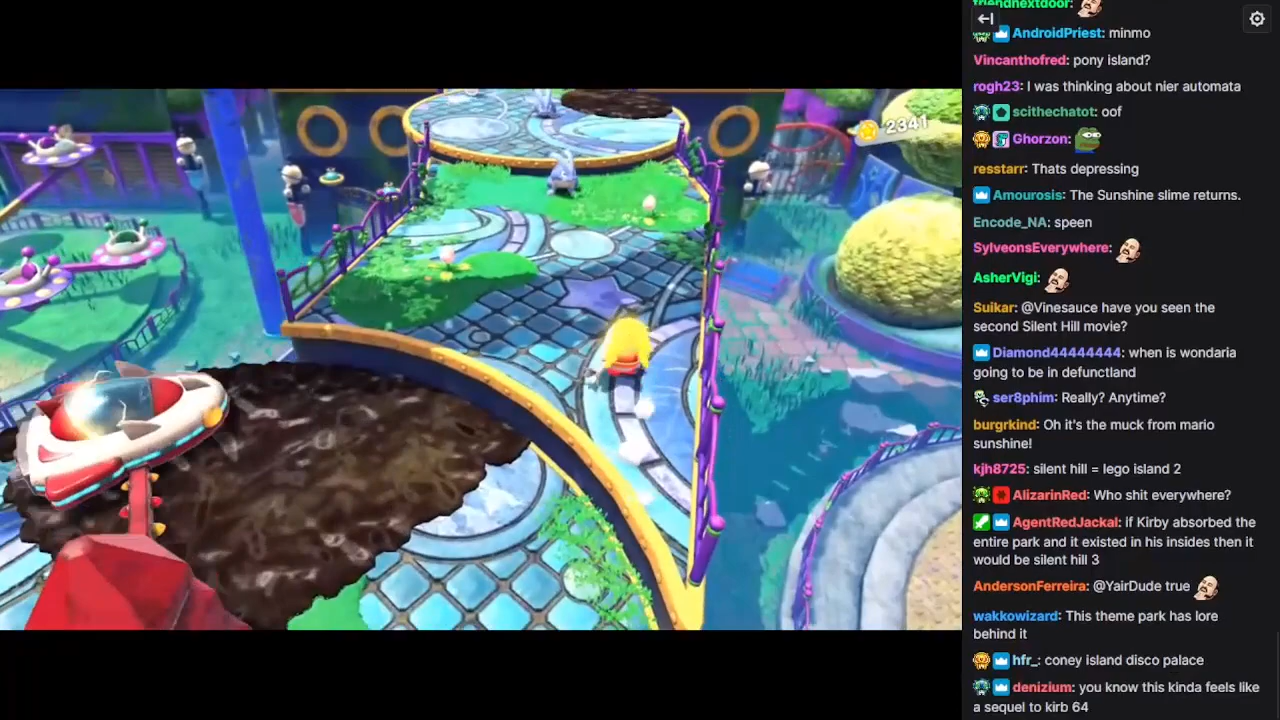 friendnextdoor:
AndroidPriest: minmo
Vincanthofred: pony island?
rogh23: I was thinking about nier automata
scithechatot: oof
Ghorzon:
resstarr: Thats depressing
Amourosis: The Sunshine slime returns.
Encode_NA: speen
SylveonsEverywhere:
AsherVigi:
Suikar: @Vinesauce have you seen the
second Silent Hill movie?
Diamond44444444: when is wondaria
going to be in defunctland
ser8phim: Really? Anytime?
burgrkind: Oh it's the muck from mario
sunshine!
kjh8725: silent hill = lego island 2
AlizarinRed: Who shit everywhere?
AgentRedJackal: if Kirby absorbed the
entire park and it existed in his insides then it
would be silent hill 3
AndersonFerreira: @YairDude true
wakkowizard: This theme park has lore
behind it
hfr_: coney island disco palace
denizium: you know this kinda feels like
a sequel to kirb 64
2341